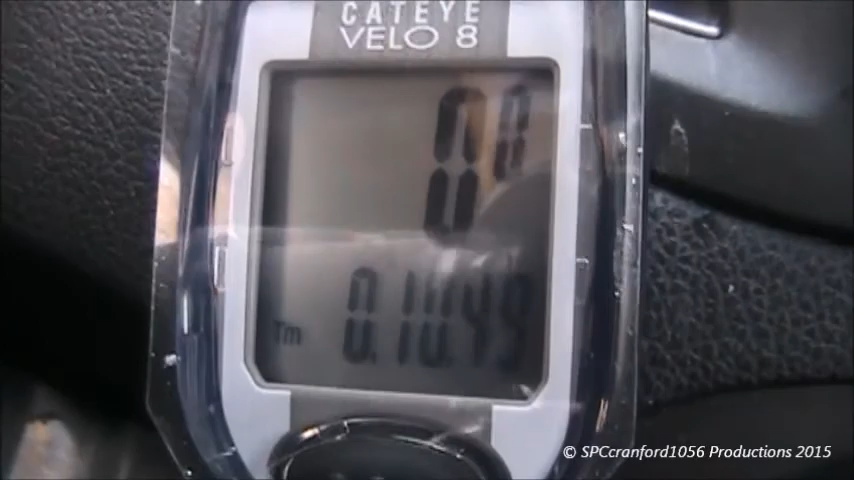 CATEYE
VELO 8
0.0
Tm 0.10.49
© SPCcranford1056 Productions 2015